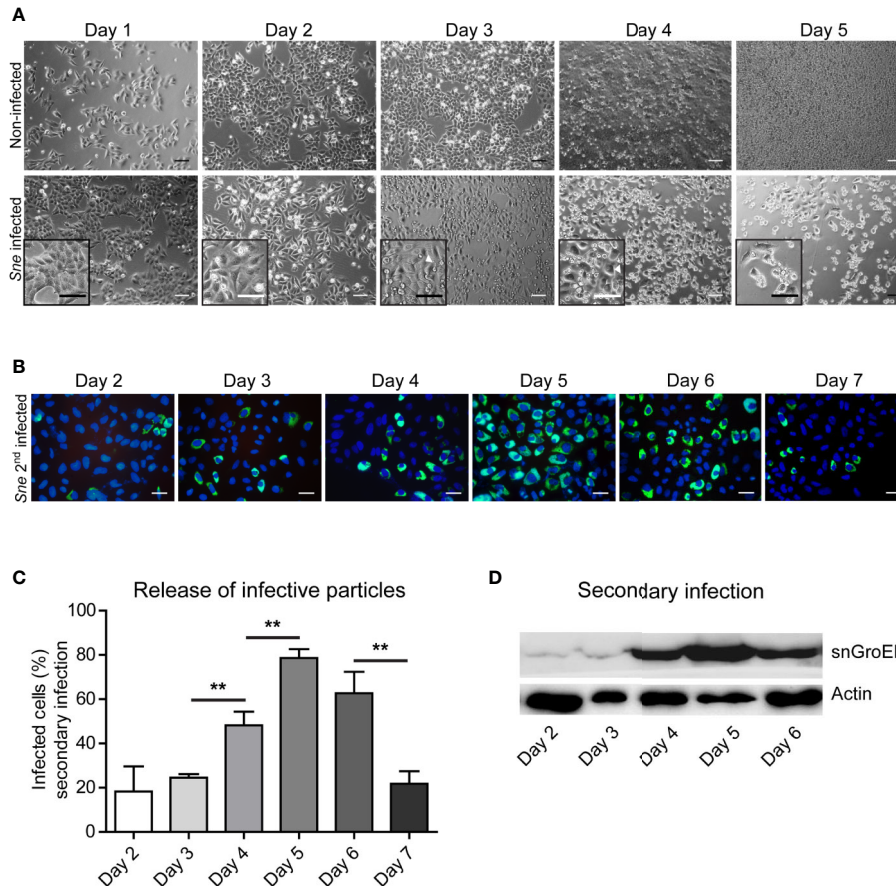 A
Day 1 Day 2 Day 3 Day 4 Day 5
Non-infected
Sne infected
B
Day 2 Day 3 Day 4 Day 5 Day 6 Day 7
Sne 2nd infected
C
Release of infective particles
Infected cells (%)
secondary infection
100
80
60
40
20
0
** ** **
Day 2 Day 3 Day 4 Day 5 Day 6 Day 7
D
Secondary infection
snGroEl
Actin
Day 2 Day 3 Day 4 Day 5 Day 6